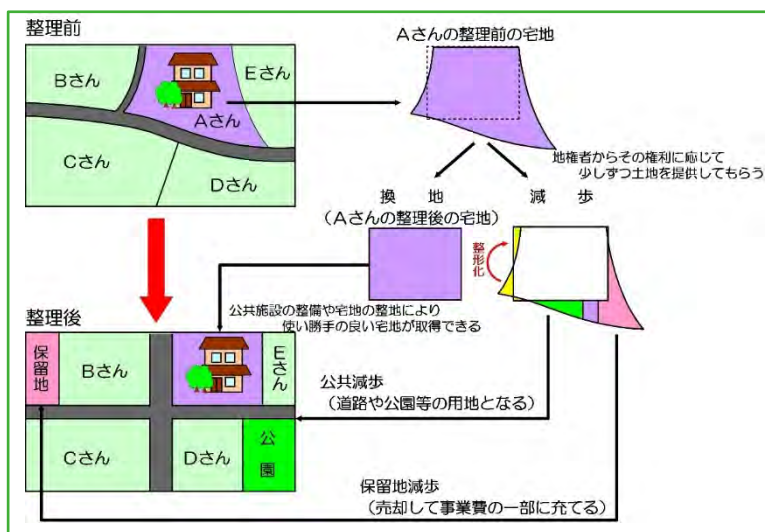 整理前
Bさん
Eさん
Aさん
Cさん
Dさん
Aさんの整理前の宅地
地権者からその権利に応じて
少しずつ土地を提供してもらう
換地
減歩
(Aさんの整理後の宅地)
整形化
公共施設の整備や宅地の整地により
使い勝手の良い宅地が取得できる
整理後
保留地
Bさん
Eさん
Cさん
Dさん
公園
公共減歩
(道路や公園等の用地となる)
保留地減歩
(売却して事業費の一部に充てる)